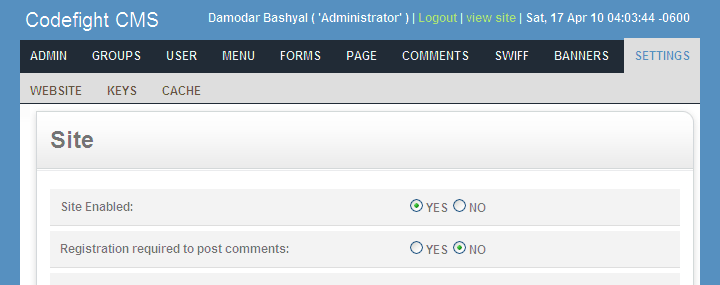 Codefight CMS Damodar Bashyal ( 'Administrator' ) | Logout | view site | Sat, 17 Apr 10 04:03:44 -0600
ADMIN GROUPS USER MENU FORMS PAGE COMMENTS SWIFF BANNERS SETTINGS
WEBSITE KEYS CACHE
Site
Site Enabled: YES NO
Registration required to post comments: YES NO